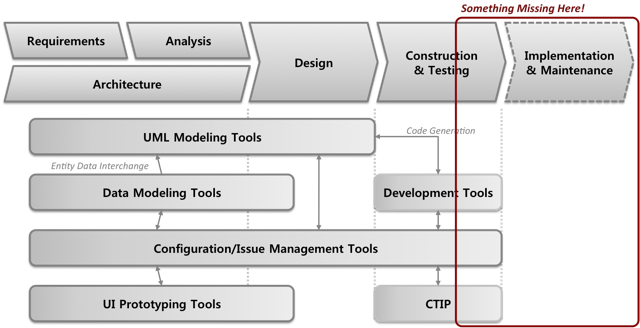 Something Missing Here!
Requirements
Analysis
Architecture
Design
Construction
& Testing
Implementation
& Maintenance
UML Modeling Tools
Code Generation
Entity Data Interchange
Data Modeling Tools
Development Tools
Configuration/Issue Management Tools
UI Prototyping Tools
CTIP